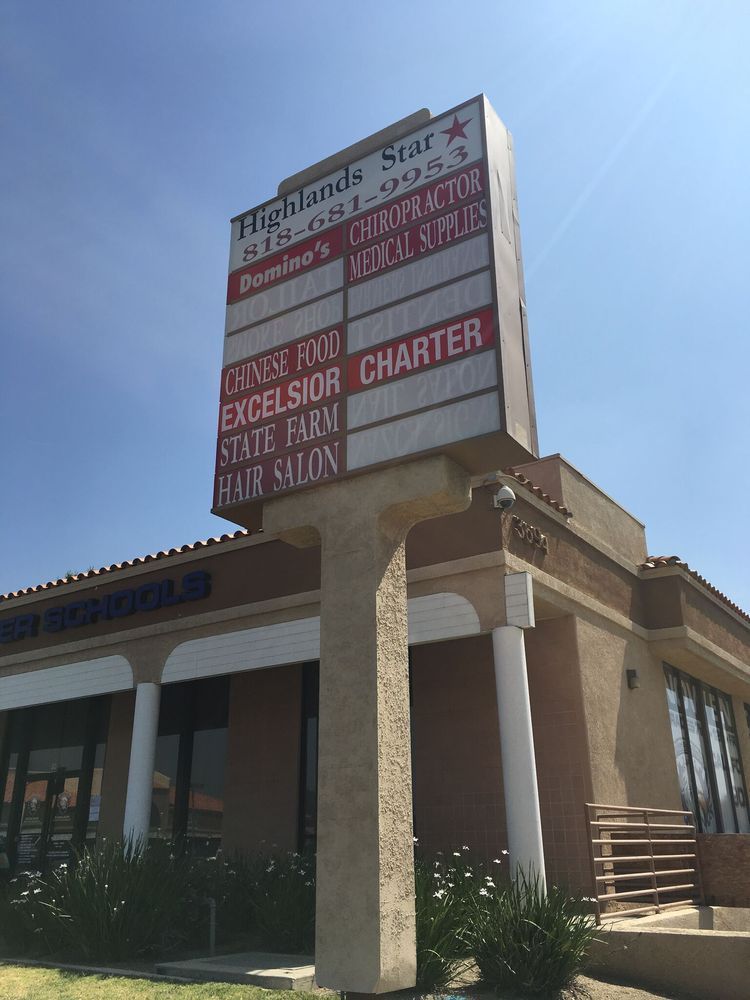 Highlands Star
818-681-9953
Domino's
CHINESE FOOD
EXCELSIOR
STATE FARM
HAIR SALON
CHIROPRACTOR
MEDICAL SUPPLIES
DENTIST
CHARTER
ER SCHOOLS